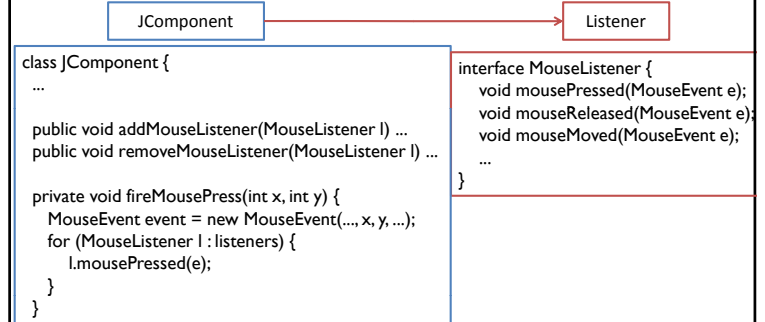 JComponent
Listener
class JComponent {
...
public void addMouseListener(MouseListener l) ...
public void removeMouseListener(MouseListener l) ...
private void fireMousePress(int x, int y) {
MouseEvent event = new MouseEvent(..., x, y, ...);
for (MouseListener l : listeners) {
l.mousePressed(e);
}
}
interface MouseListener {
void mousePressed(MouseEvent e);
void mouseReleased(MouseEvent e);
void mouseMoved(MouseEvent e);
...
}